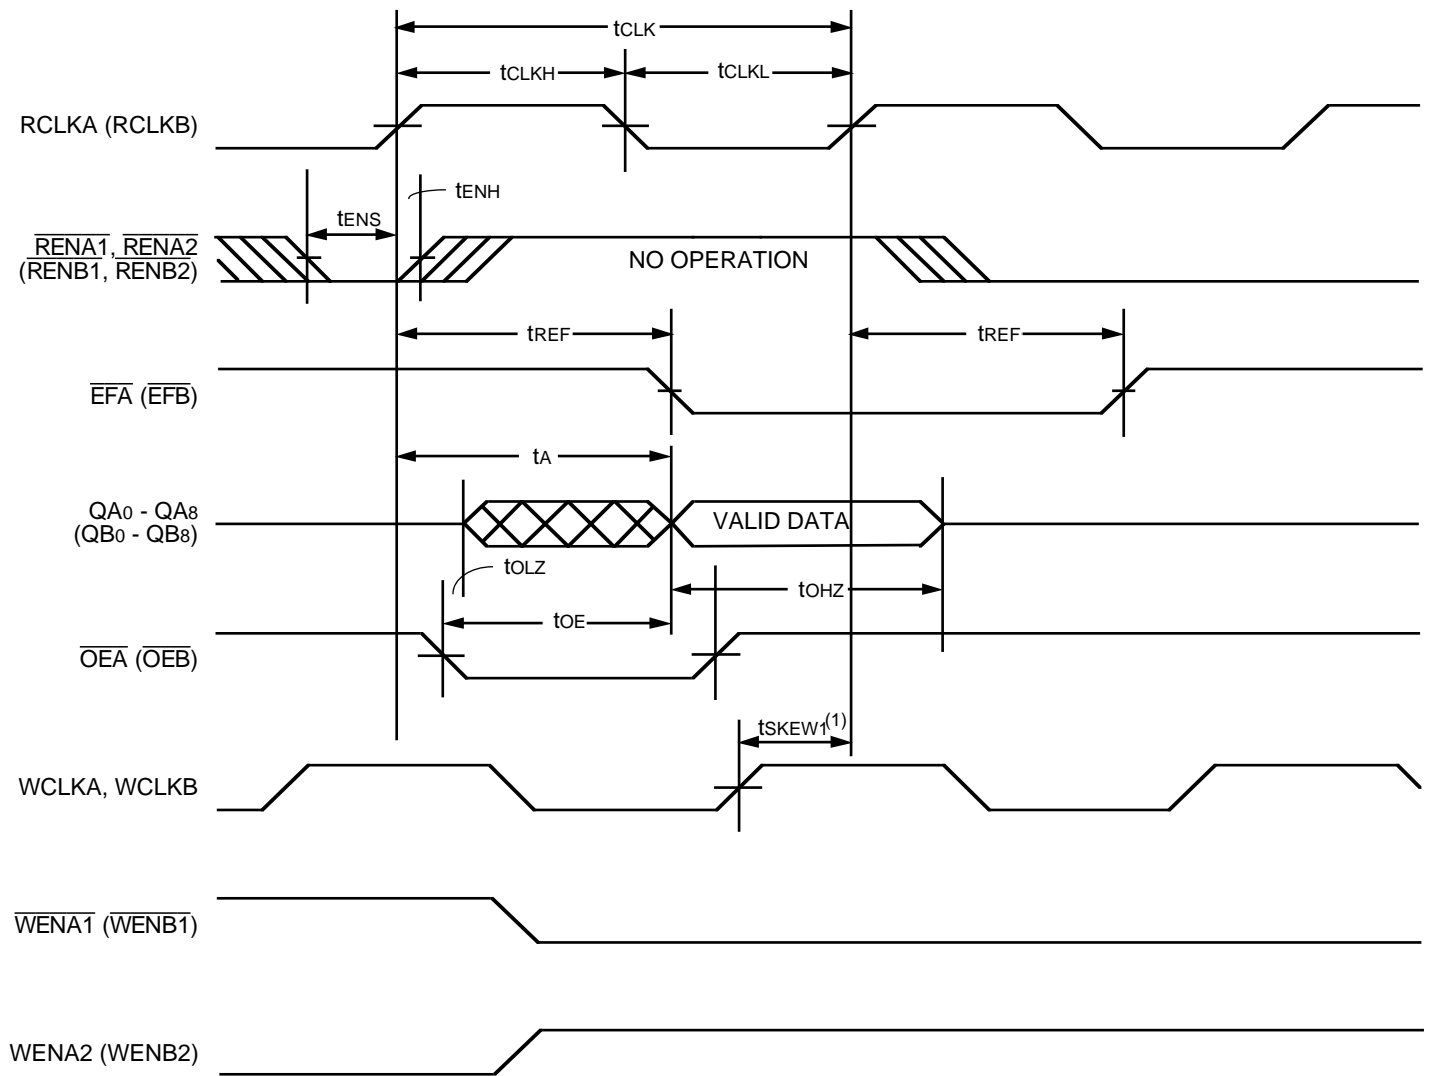 tCLK
tCLKH
tCLKL
RCLKA (RCLKB)
tENH
tENS
RENA1, RENA2
(RENB1, RENB2)
NO OPERATION
tREF
tREF
EFA (EFB)
tA
QA0 - QA8
(QB0 - QB8)
VALID DATA
tOLZ
tOHZ
tOE
OEA (OEB)
tSKEW1(1)
WCLKA, WCLKB
WENA1 (WENB1)
WENA2 (WENB2)